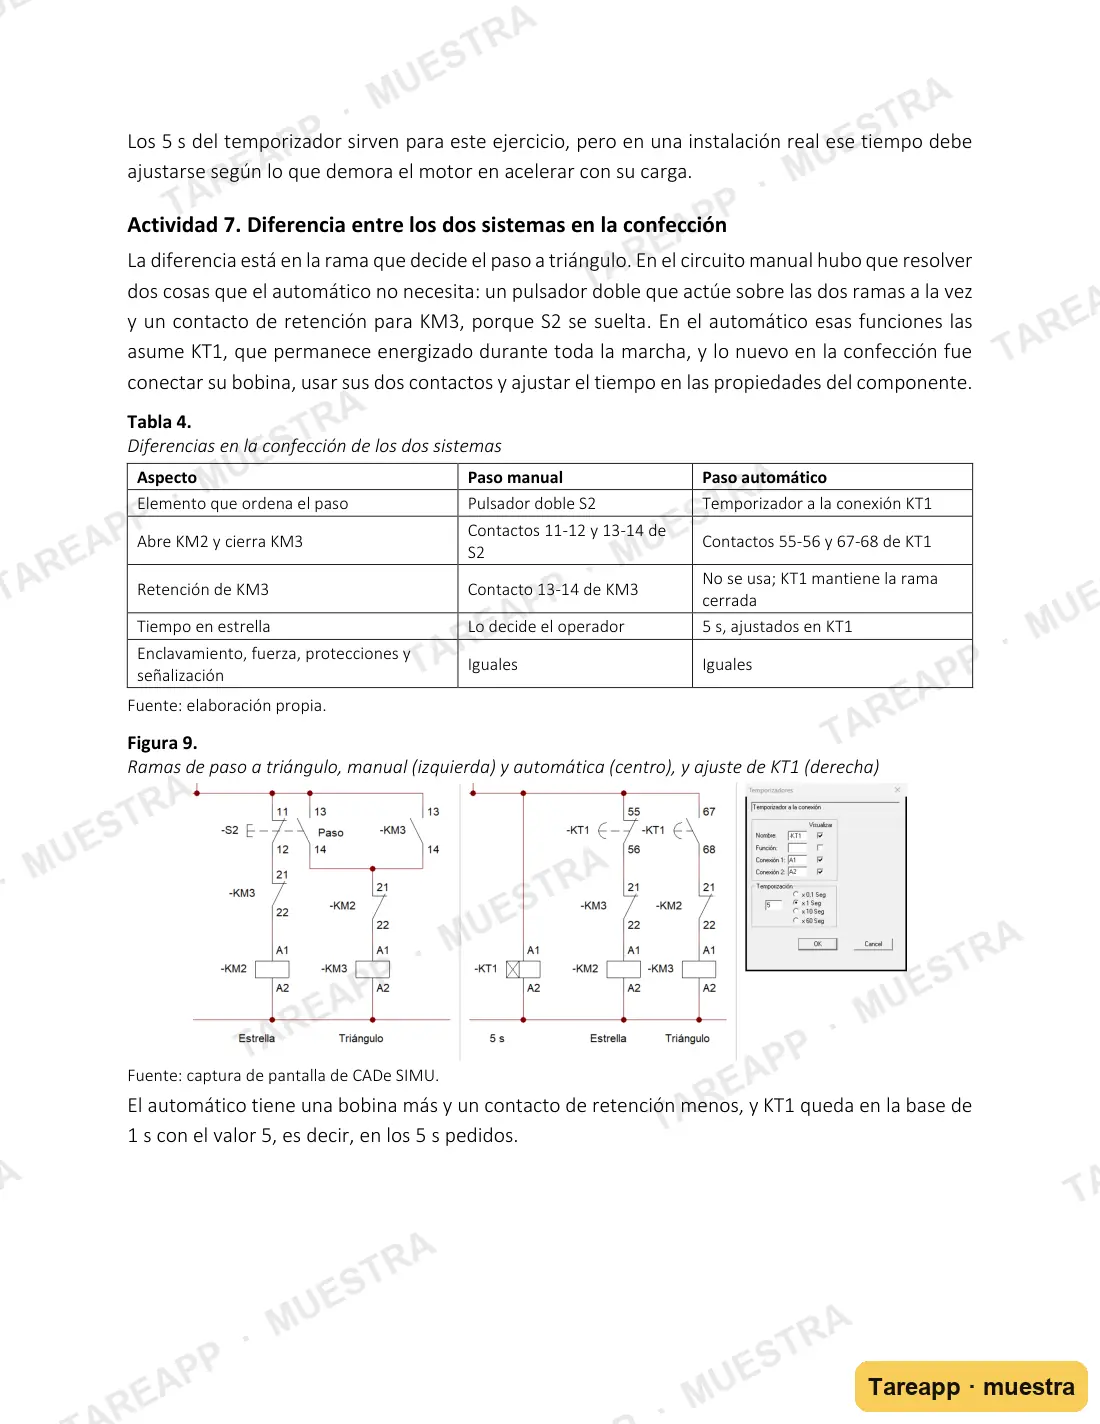 Los 5 s del temporizador sirven para este ejercicio, pero en una instalación real ese tiempo debe
ajustarse según lo que demora el motor en acelerar con su carga.
Actividad 7. Diferencia entre los dos sistemas en la confección
La diferencia está en la rama que decide el paso a triángulo. En el circuito manual hubo que resolver
dos cosas que el automático no necesita: un pulsador doble que actúe sobre las dos ramas a la vez
y un contacto de retención para KM3, porque S2 se suelta. En el automático esas funciones las
asume KT1, que permanece energizado durante toda la marcha, y lo nuevo en la confección fue
conectar su bobina, usar sus dos contactos y ajustar el tiempo en las propiedades del componente.
Tabla 4.
Diferencias en la confección de los dos sistemas
Aspecto Paso manual Paso automático
Elemento que ordena el paso Pulsador doble S2 Temporizador a la conexión KT1
Abre KM2 y cierra KM3 Contactos 11-12 y 13-14 de S2 Contactos 55-56 y 67-68 de KT1
Retención de KM3 Contacto 13-14 de KM3 No se usa; KT1 mantiene la rama cerrada
Tiempo en estrella Lo decide el operador 5 s, ajustados en KT1
Enclavamiento, fuerza, protecciones y señalización Iguales Iguales
Fuente: elaboración propia.
Figura 9.
Ramas de paso a triángulo, manual (izquierda) y automática (centro), y ajuste de KT1 (derecha)
11 13 13
-S2 Paso -KM3
12 14 14
21
-KM3 21
22 -KM2
22
A1 A1
-KM2 -KM3
A2 A2
Estrella Triángulo
55 67
-KT1 -KT1
56 68
21 21
-KM3 -KM2
22 22
A1 A1 A1
-KT1 -KM2 -KM3
A2 A2 A2
5 s Estrella Triángulo
Temporizadores
Temporizador a la conexión
Visualizar
Nombre: -KT1
Función:
Conexión 1: A1
Conexión 2: A2
Temporización
5
x 0.1 Seg
x 1 Seg
x 10 Seg
x 60 Seg
OK Cancel
Fuente: captura de pantalla de CADe SIMU.
El automático tiene una bobina más y un contacto de retención menos, y KT1 queda en la base de
1 s con el valor 5, es decir, en los 5 s pedidos.
TAREAPP · MUESTRA
TAREAPP · MUESTRA
TAREAPP · MUESTRA
TAREAPP · MUESTRA
TAREAPP · MUESTRA
TAREAPP · MUESTRA
TAREAPP · MUESTRA
TAREAPP · MUESTRA
Tareapp · muestra